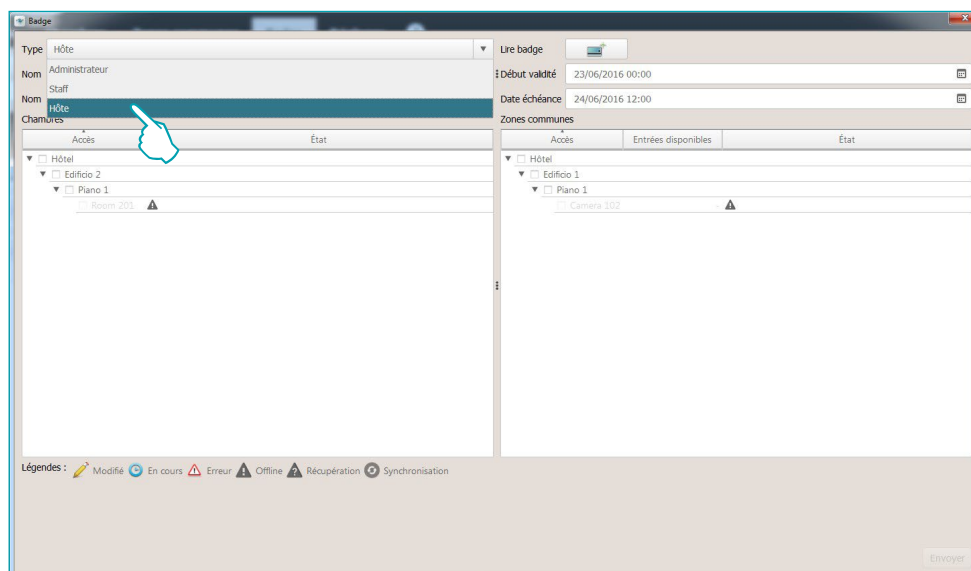 Badge
Type Hôte Lire badge
Administrateur
Nom Début validité 23/06/2016 00:00
Staff
Nom Date échéance 24/06/2016 12:00
Hôte
Chambres Zones communes
Accès État Accès Entrées disponibles État
Hôtel Hôtel
Edificio 2 Edificio 1
Piano 1 Piano 1
Room 201 Camera 102 -
Légendes : Modifié En cours Erreur Offline Récupération Synchronisation
Envoyer